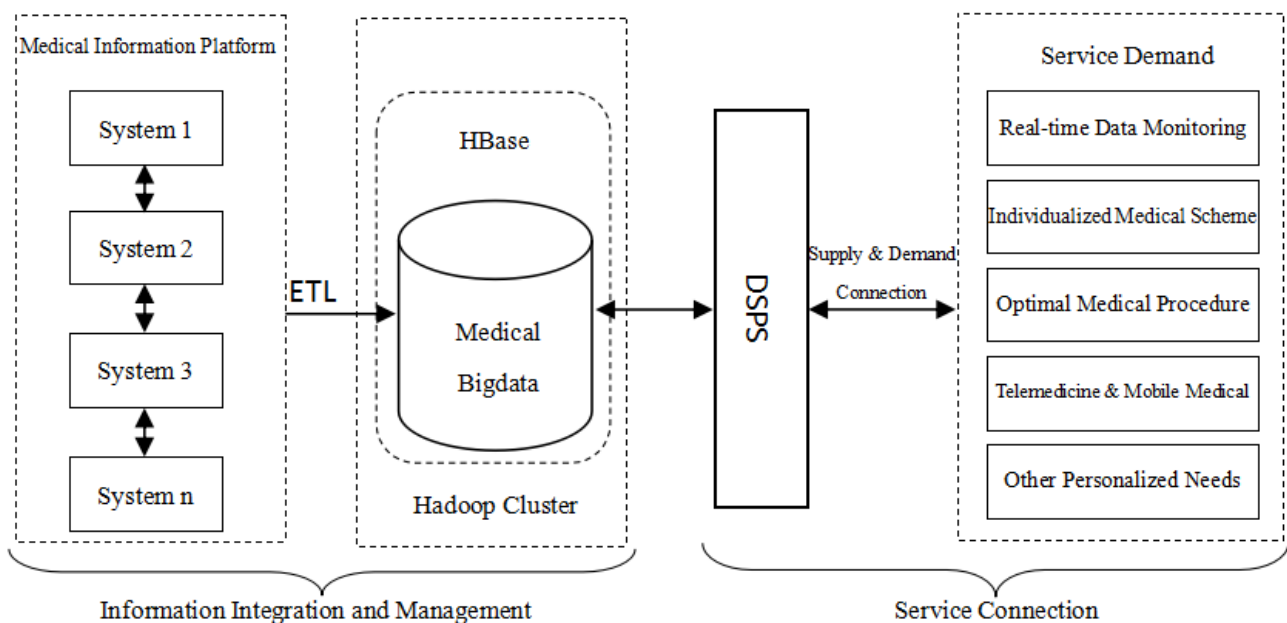 Medical Information Platform
System 1
System 2
System 3
System n
ETL
HBase
Medical
Bigdata
Hadoop Cluster
DSPS
Supply & Demand
Connection
Service Demand
Real-time Data Monitoring
Individualized Medical Scheme
Optimal Medical Procedure
Telemedicine & Mobile Medical
Other Personalized Needs
Information Integration and Management
Service Connection